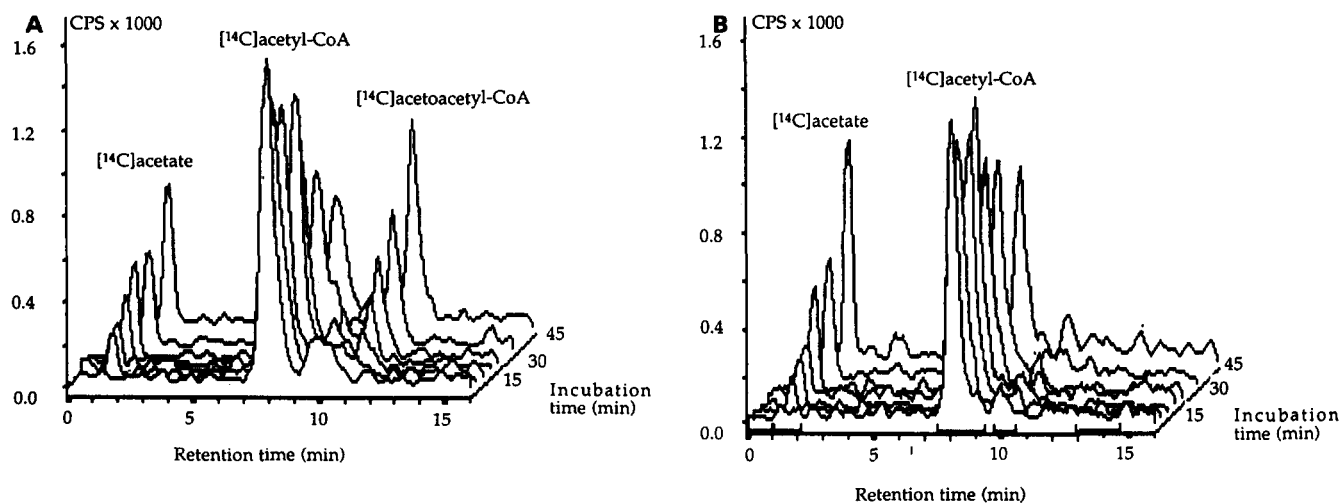 A
CPS x 1000
[¹⁴C]acetyl-CoA
[¹⁴C]acetoacetyl-CoA
[¹⁴C]acetate
1.6
1.2
0.8
0.4
0.0
0
5
10
15
45
30
15
Incubation
time (min)
Retention time (min)
B
CPS x 1000
[¹⁴C]acetyl-CoA
[¹⁴C]acetate
1.6
1.2
0.8
0.4
0.0
0
5
10
15
45
30
15
Incubation
time (min)
Retention time (min)